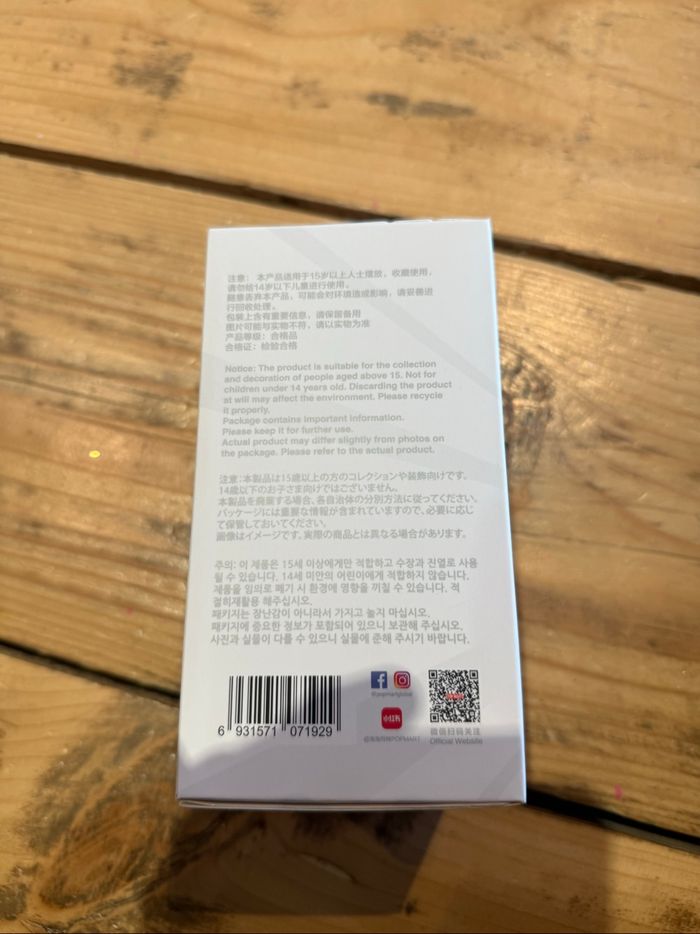 注意： 本产品适用于15岁以上人士摆放、收藏使用，
请勿给14岁以下儿童进行使用。
随意丢弃本产品，可能会对环境造成影响，请妥善进
行回收处理。
包装上含有重要信息，请保留备用
图片可能与实物不符，请以实物为准
产品等级：合格品
合格证：检验合格
Notice: The product is suitable for the collection
and decoration of people aged above 15. Not for
children under 14 years old. Discarding the product
at will may affect the environment. Please recycle
it properly.
Package contains important information.
Please keep it for further use.
Actual product may differ slightly from photos on
the package. Please refer to the actual product.
注意：本製品は15歳以上の方のコレクションや装飾向けです。
14歳以下のお子さま向けではございません。
本製品を廃棄する場合、各自治体の分別方法に従ってください。
パッケージには重要な情報が含まれていますので、必要に応じ
て保管しておいてください。
画像はイメージです。実際の商品とは異なる場合があります。
주의: 이 제품은 15세 이상에게만 적합하고 수장과 진열로 사용
될 수 있습니다. 14세 미안의 어린이에게 적합하지 않습니다.
제품을 임의로 폐기 시 환경에 영향을 끼칠 수 있습니다. 적
절히재활용 해주십시오.
패키지는 장난감이 아니라서 가지고 놀지 마십시오.
패키지에 중요한 정보가 포함되어 있으니 보관해 주십시오.
사진과 실물이 다를 수 있으니 실물에 준해 주시기 바랍니다.
6 931571 071929
@popmartglobal
小红书
@泡泡玛特POPMART
微信扫码关注
Official Website